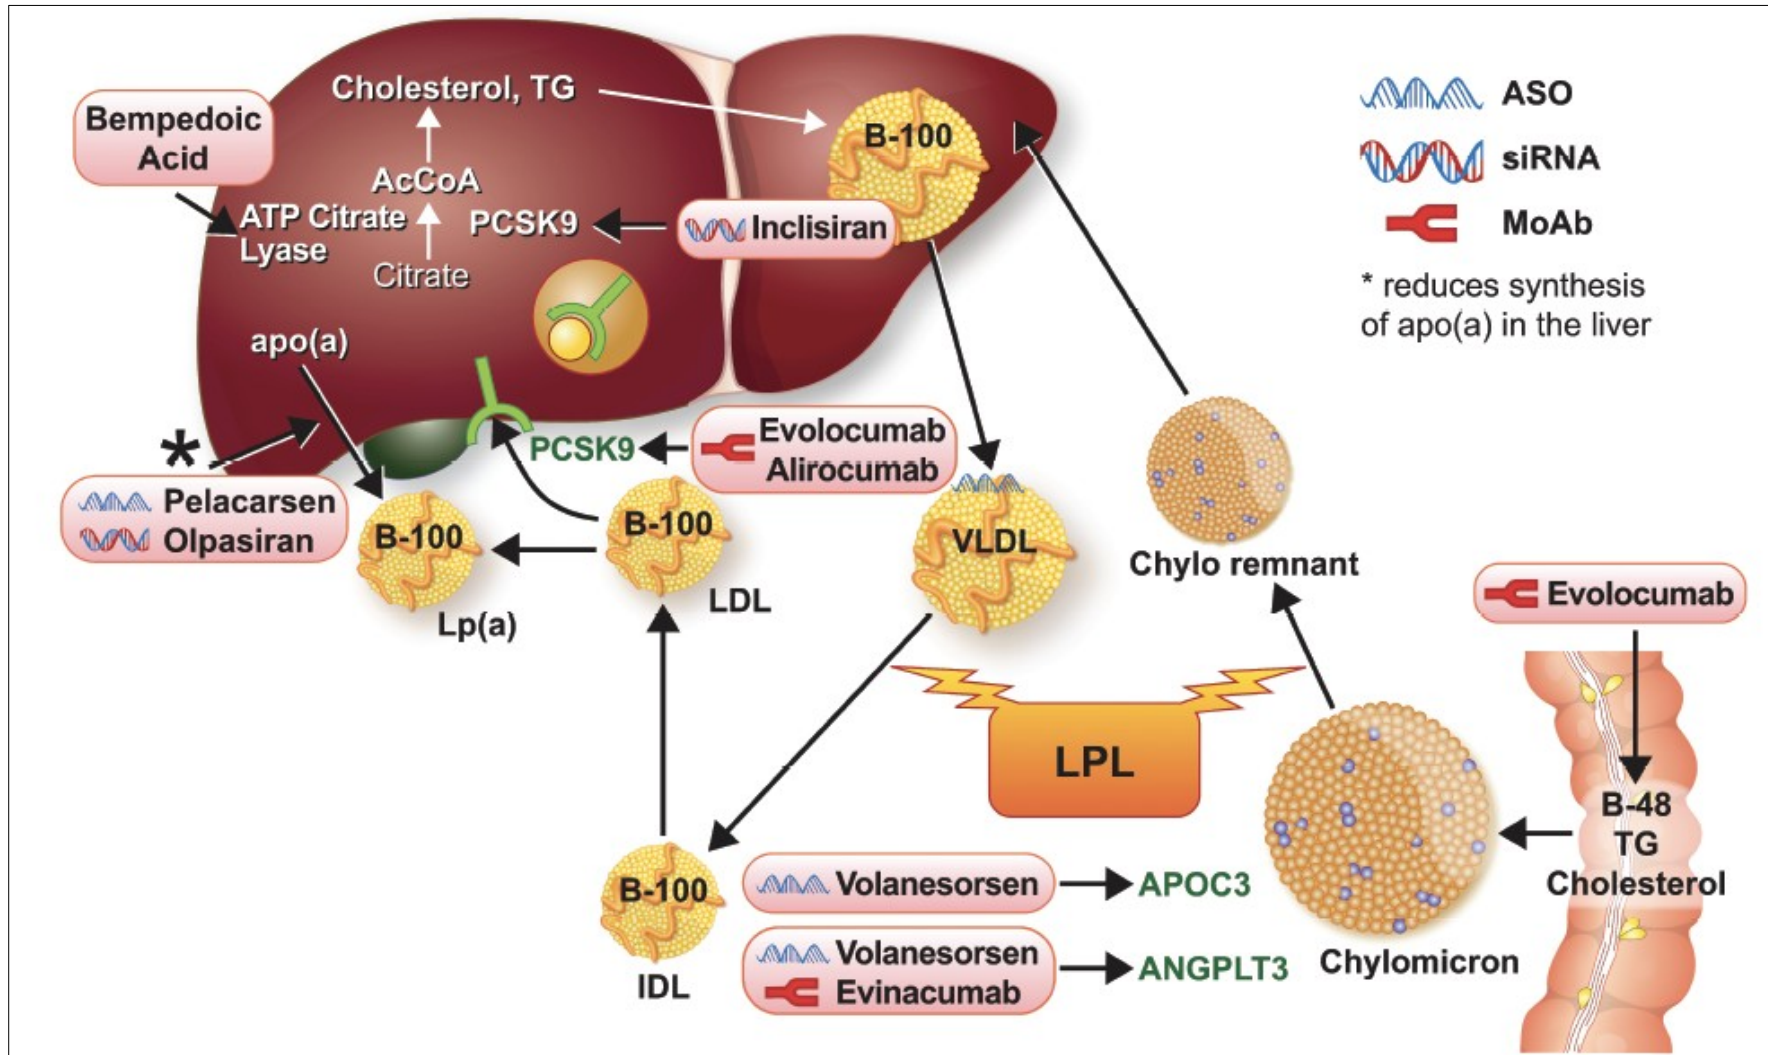 Cholesterol, TG
Bempedoic
Acid
AcCoA
ATP Citrate
Lyase
Citrate
PCSK9
Inclisiran
B-100
ASO
siRNA
MoAb
* reduces synthesis
of apo(a) in the liver
apo(a)
*
Pelacarsen
Olpasiran
PCSK9
Evolocumab
Alirocumab
B-100
Lp(a)
B-100
LDL
VLDL
Chylo remnant
Evolocumab
LPL
B-48
TG
Cholesterol
B-100
IDL
Volanesorsen
APOC3
Volanesorsen
Evinacumab
ANGPLT3
Chylomicron